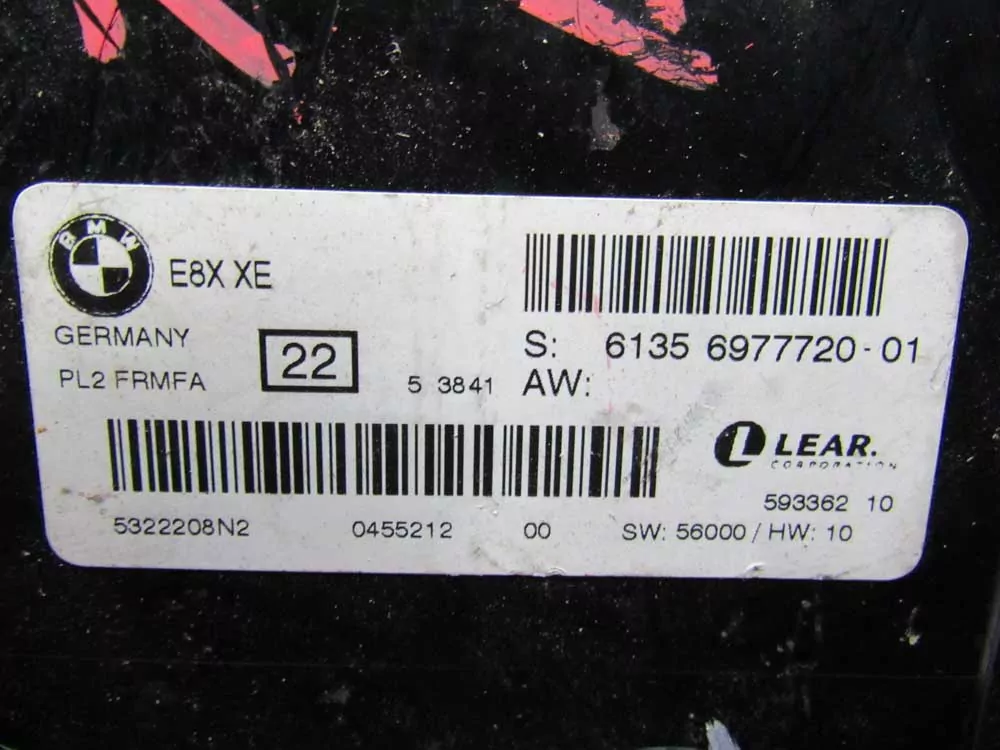 BMW
E8X XE
GERMANY
PL2 FRMFA
22
5 3841
S: 6135 6977720-01
AW:
L LEAR.
CORPORATION
593362 10
5322208N2 0455212 00 SW: 56000 / HW: 10